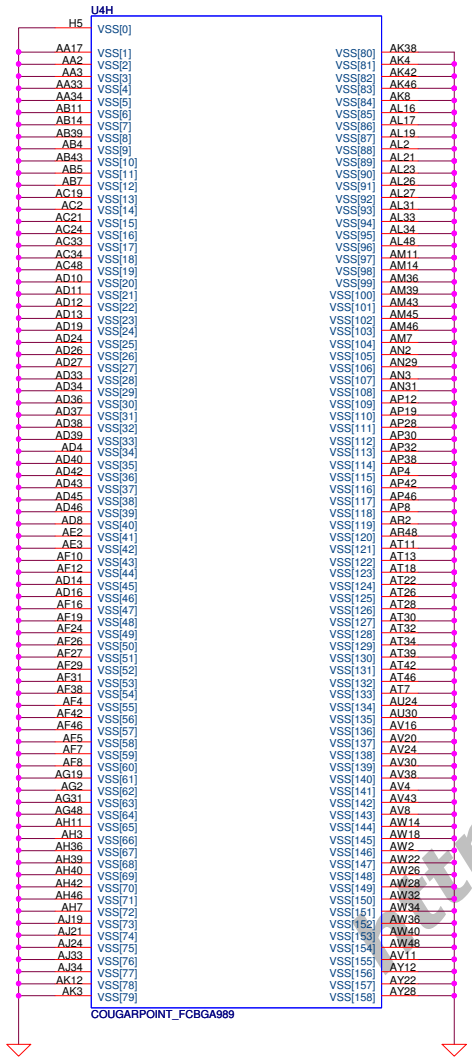 U4H
H5 VSS[0]
AA17 VSS[1] VSS[80] AK38
AA2 VSS[2] VSS[81] AK4
AA3 VSS[3] VSS[82] AK42
AA33 VSS[4] VSS[83] AK46
AA34 VSS[5] VSS[84] AK8
AB11 VSS[6] VSS[85] AL16
AB14 VSS[7] VSS[86] AL17
AB39 VSS[8] VSS[87] AL19
AB4 VSS[9] VSS[88] AL2
AB43 VSS[10] VSS[89] AL21
AB5 VSS[11] VSS[90] AL23
AB7 VSS[12] VSS[91] AL26
AC19 VSS[13] VSS[92] AL27
AC2 VSS[14] VSS[93] AL31
AC21 VSS[15] VSS[94] AL33
AC24 VSS[16] VSS[95] AL34
AC33 VSS[17] VSS[96] AL48
AC34 VSS[18] VSS[97] AM11
AC48 VSS[19] VSS[98] AM14
AD10 VSS[20] VSS[99] AM36
AD11 VSS[21] VSS[100] AM39
AD12 VSS[22] VSS[101] AM43
AD13 VSS[23] VSS[102] AM45
AD19 VSS[24] VSS[103] AM46
AD24 VSS[25] VSS[104] AM7
AD26 VSS[26] VSS[105] AN2
AD27 VSS[27] VSS[106] AN29
AD33 VSS[28] VSS[107] AN3
AD34 VSS[29] VSS[108] AN31
AD36 VSS[30] VSS[109] AP12
AD37 VSS[31] VSS[110] AP19
AD38 VSS[32] VSS[111] AP28
AD39 VSS[33] VSS[112] AP30
AD4 VSS[34] VSS[113] AP32
AD40 VSS[35] VSS[114] AP38
AD42 VSS[36] VSS[115] AP4
AD43 VSS[37] VSS[116] AP42
AD45 VSS[38] VSS[117] AP46
AD46 VSS[39] VSS[118] AP8
AD8 VSS[40] VSS[119] AR2
AE2 VSS[41] VSS[120] AR48
AE3 VSS[42] VSS[121] AT11
AF10 VSS[43] VSS[122] AT13
AF12 VSS[44] VSS[123] AT18
AD14 VSS[45] VSS[124] AT22
AD16 VSS[46] VSS[125] AT26
AF16 VSS[47] VSS[126] AT28
AF19 VSS[48] VSS[127] AT30
AF24 VSS[49] VSS[128] AT32
AF26 VSS[50] VSS[129] AT34
AF27 VSS[51] VSS[130] AT39
AF29 VSS[52] VSS[131] AT42
AF31 VSS[53] VSS[132] AT46
AF38 VSS[54] VSS[133] AT7
AF4 VSS[55] VSS[134] AU24
AF42 VSS[56] VSS[135] AU30
AF46 VSS[57] VSS[136] AV16
AF5 VSS[58] VSS[137] AV20
AF7 VSS[59] VSS[138] AV24
AF8 VSS[60] VSS[139] AV30
AG19 VSS[61] VSS[140] AV38
AG2 VSS[62] VSS[141] AV4
AG31 VSS[63] VSS[142] AV43
AG48 VSS[64] VSS[143] AV8
AH11 VSS[65] VSS[144] AW14
AH3 VSS[66] VSS[145] AW18
AH36 VSS[67] VSS[146] AW2
AH39 VSS[68] VSS[147] AW22
AH40 VSS[69] VSS[148] AW26
AH42 VSS[70] VSS[149] AW28
AH46 VSS[71] VSS[150] AW32
AH7 VSS[72] VSS[151] AW34
AJ19 VSS[73] VSS[152] AW36
AJ21 VSS[74] VSS[153] AW40
AJ24 VSS[75] VSS[154] AW48
AJ33 VSS[76] VSS[155] AV11
AJ34 VSS[77] VSS[156] AY12
AK12 VSS[78] VSS[157] AY22
AK3 VSS[79] VSS[158] AY28
COUGARPOINT_FCBGA989
http